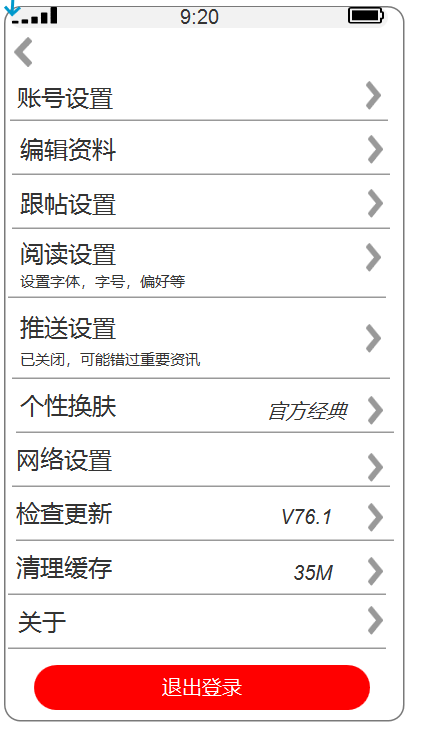 9:20
账号设置
编辑资料
跟帖设置
阅读设置
设置字体，字号，偏好等
推送设置
已关闭，可能错过重要资讯
个性换肤 官方经典
网络设置
检查更新 V76.1
清理缓存 35M
关于
退出登录